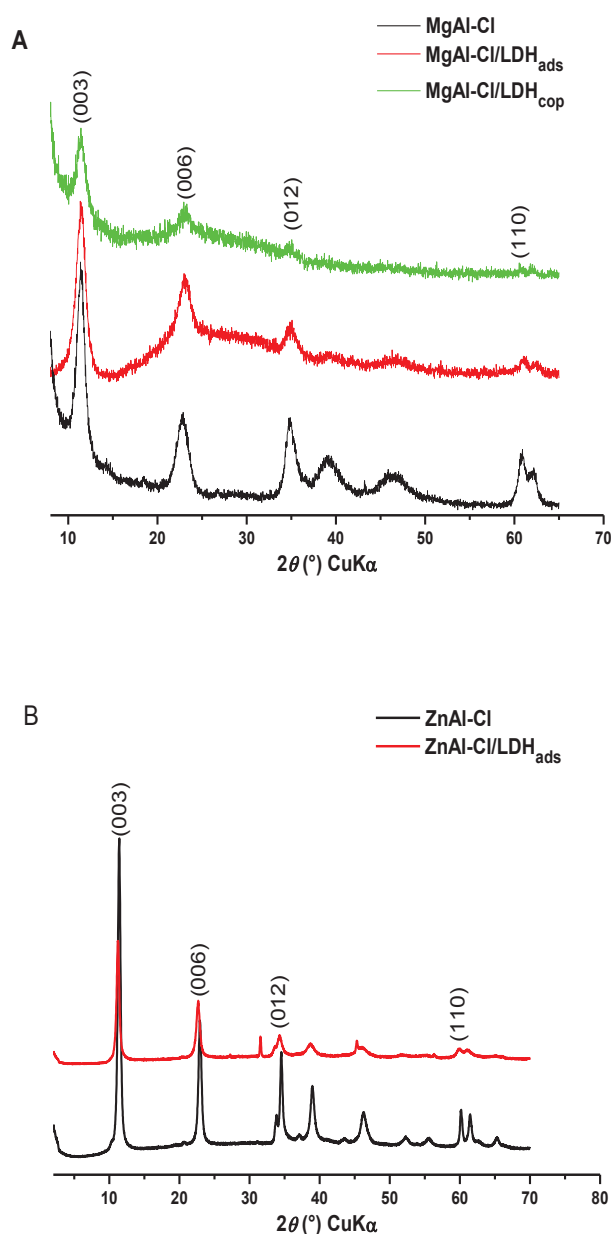 A
MgAl-Cl
MgAl-Cl/LDHads
MgAl-Cl/LDHcop
(003)
(006)
(012)
(110)
10 20 30 40 50 60 70
2θ (°) CuKα
B
ZnAl-Cl
ZnAl-Cl/LDHads
(003)
(006)
(012)
(110)
10 20 30 40 50 60 70 80
2θ (°) CuKα